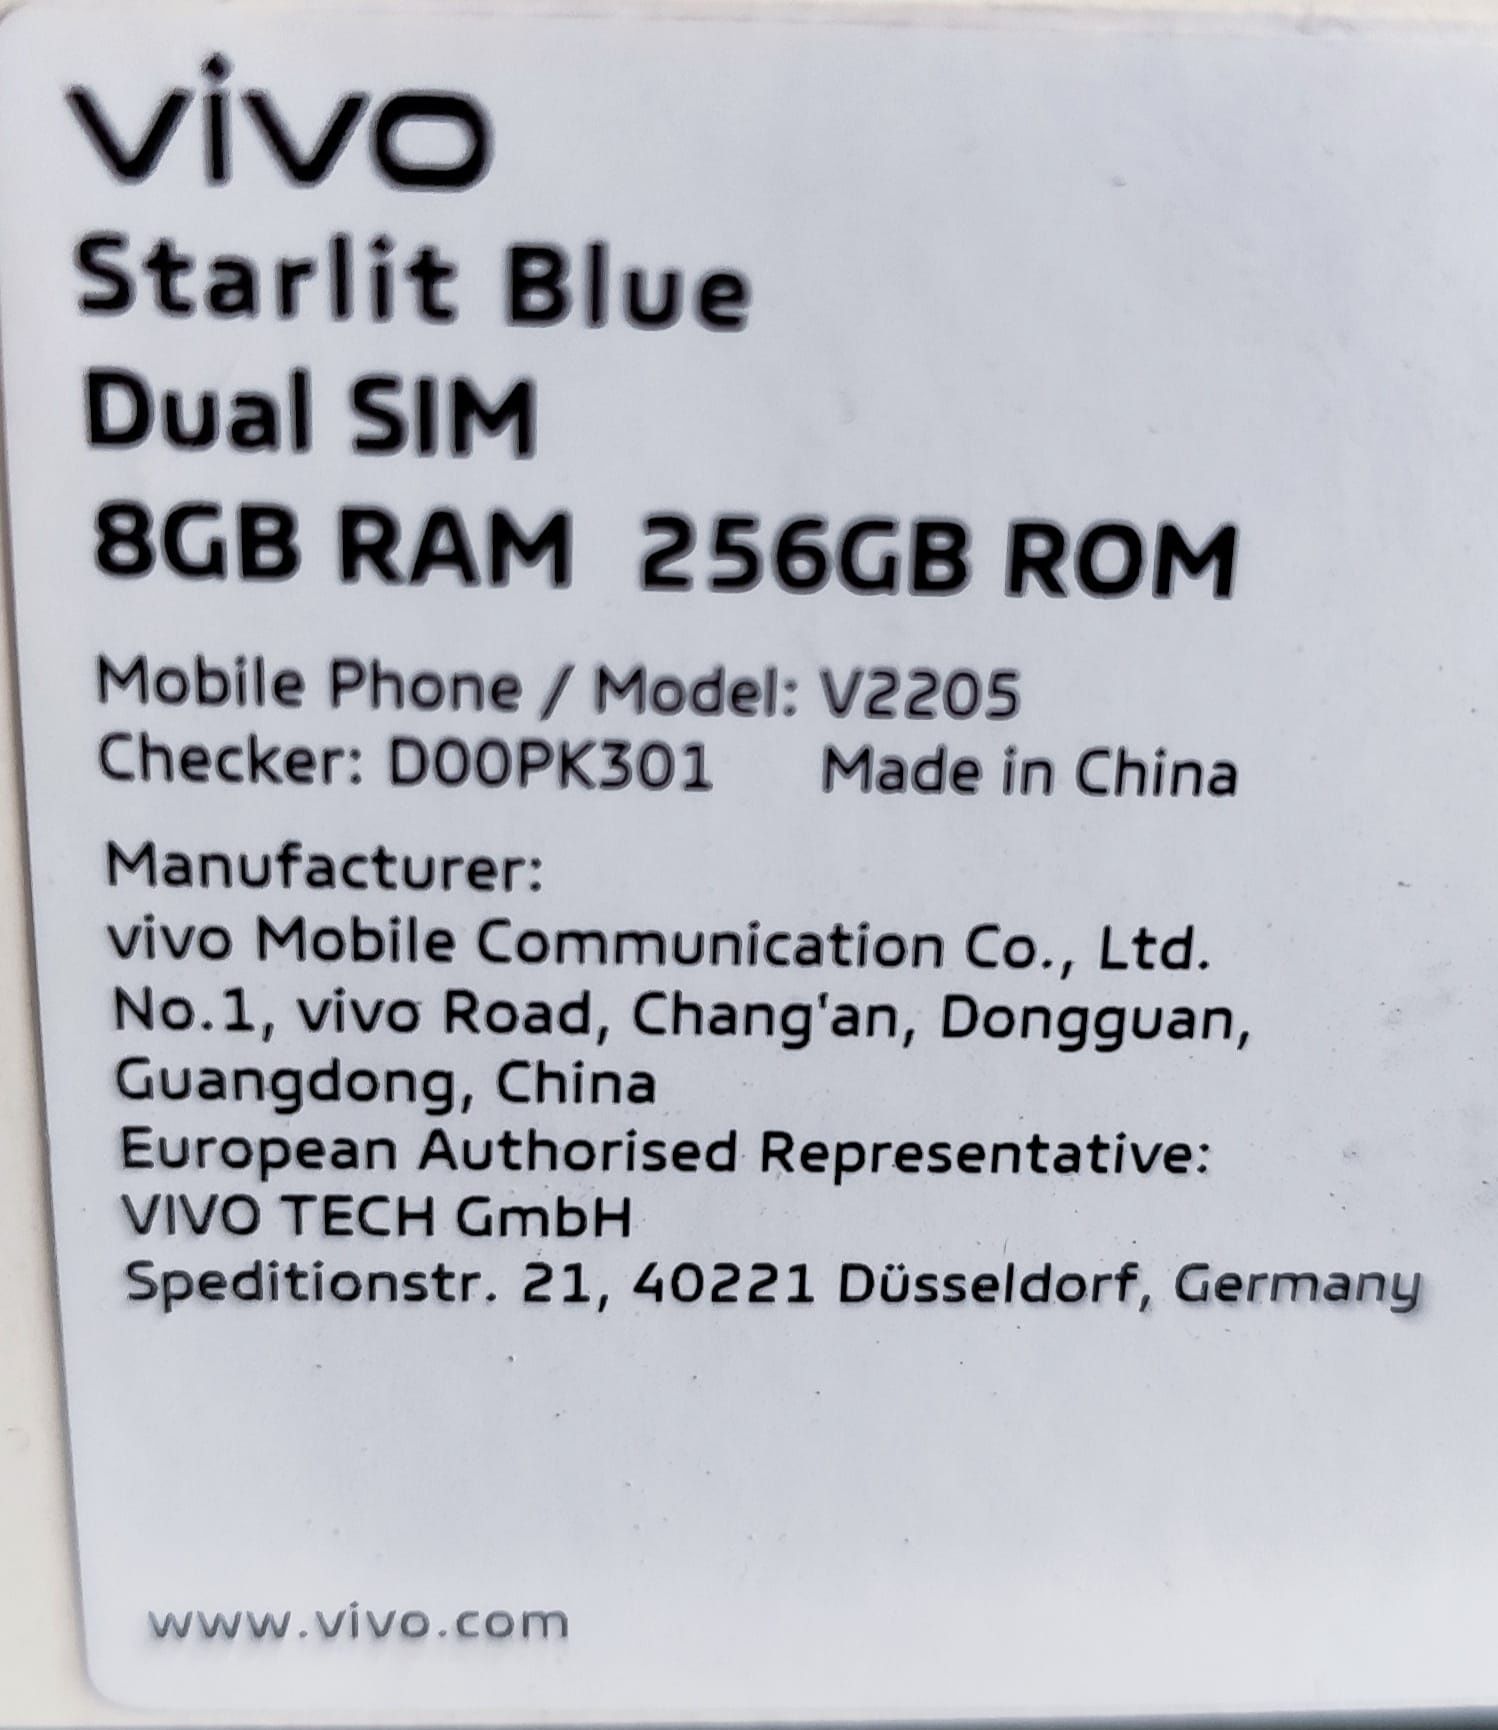 vivo
Starlit Blue
Dual SIM
8GB RAM 256GB ROM
Mobile Phone / Model: V2205
Checker: D00PK301 Made in China
Manufacturer:
vivo Mobile Communication Co., Ltd.
No.1, vivo Road, Chang'an, Dongguan,
Guangdong, China
European Authorised Representative:
VIVO TECH GmbH
Speditionstr. 21, 40221 Düsseldorf, Germany
www.vivo.com